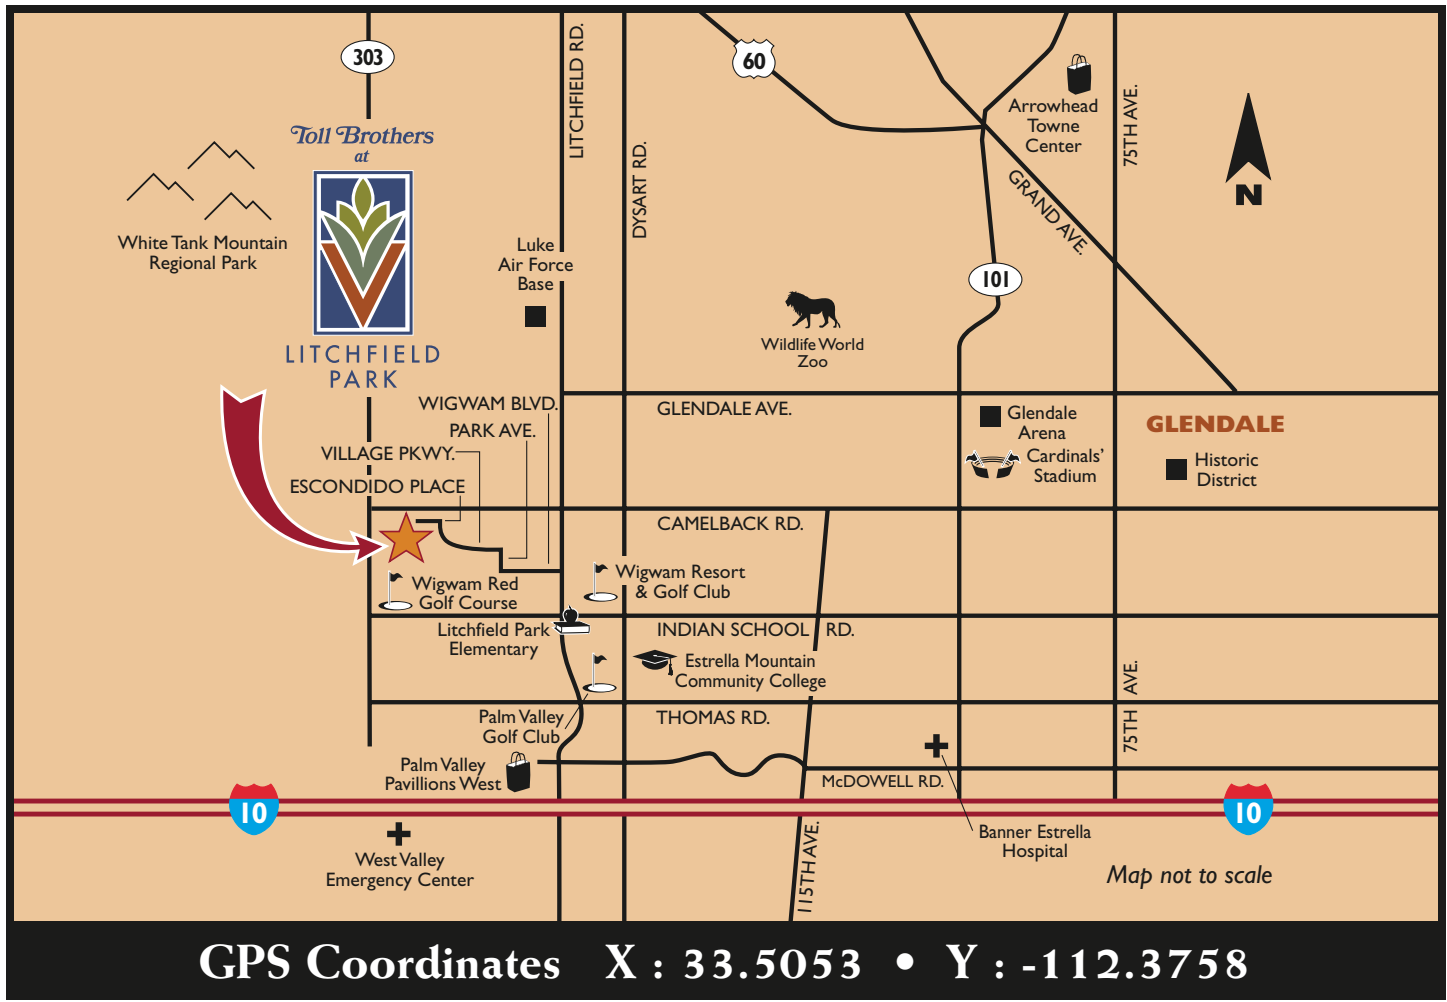 303
Toll Brothers
at
LITCHFIELD
PARK
White Tank Mountain
Regional Park
LITCHFIELD RD.
DYSART RD.
60
Arrowhead
Towne
Center
75TH AVE.
N
GRAND AVE.
101
Luke
Air Force
Base
Wildlife World
Zoo
WIGWAM BLVD.
PARK AVE.
VILLAGE PKWY.
ESCONDIDO PLACE
GLENDALE AVE.
Glendale
Arena
Cardinals'
Stadium
GLENDALE
Historic
District
CAMELBACK RD.
Wigwam Red
Golf Course
Wigwam Resort
& Golf Club
Litchfield Park
Elementary
INDIAN SCHOOL RD.
Estrella Mountain
Community College
75TH AVE.
Palm Valley
Golf Club
THOMAS RD.
Palm Valley
Pavillions West
McDOWELL RD.
10
10
West Valley
Emergency Center
115TH AVE.
Banner Estrella
Hospital
Map not to scale
GPS Coordinates X : 33.5053 • Y : -112.3758